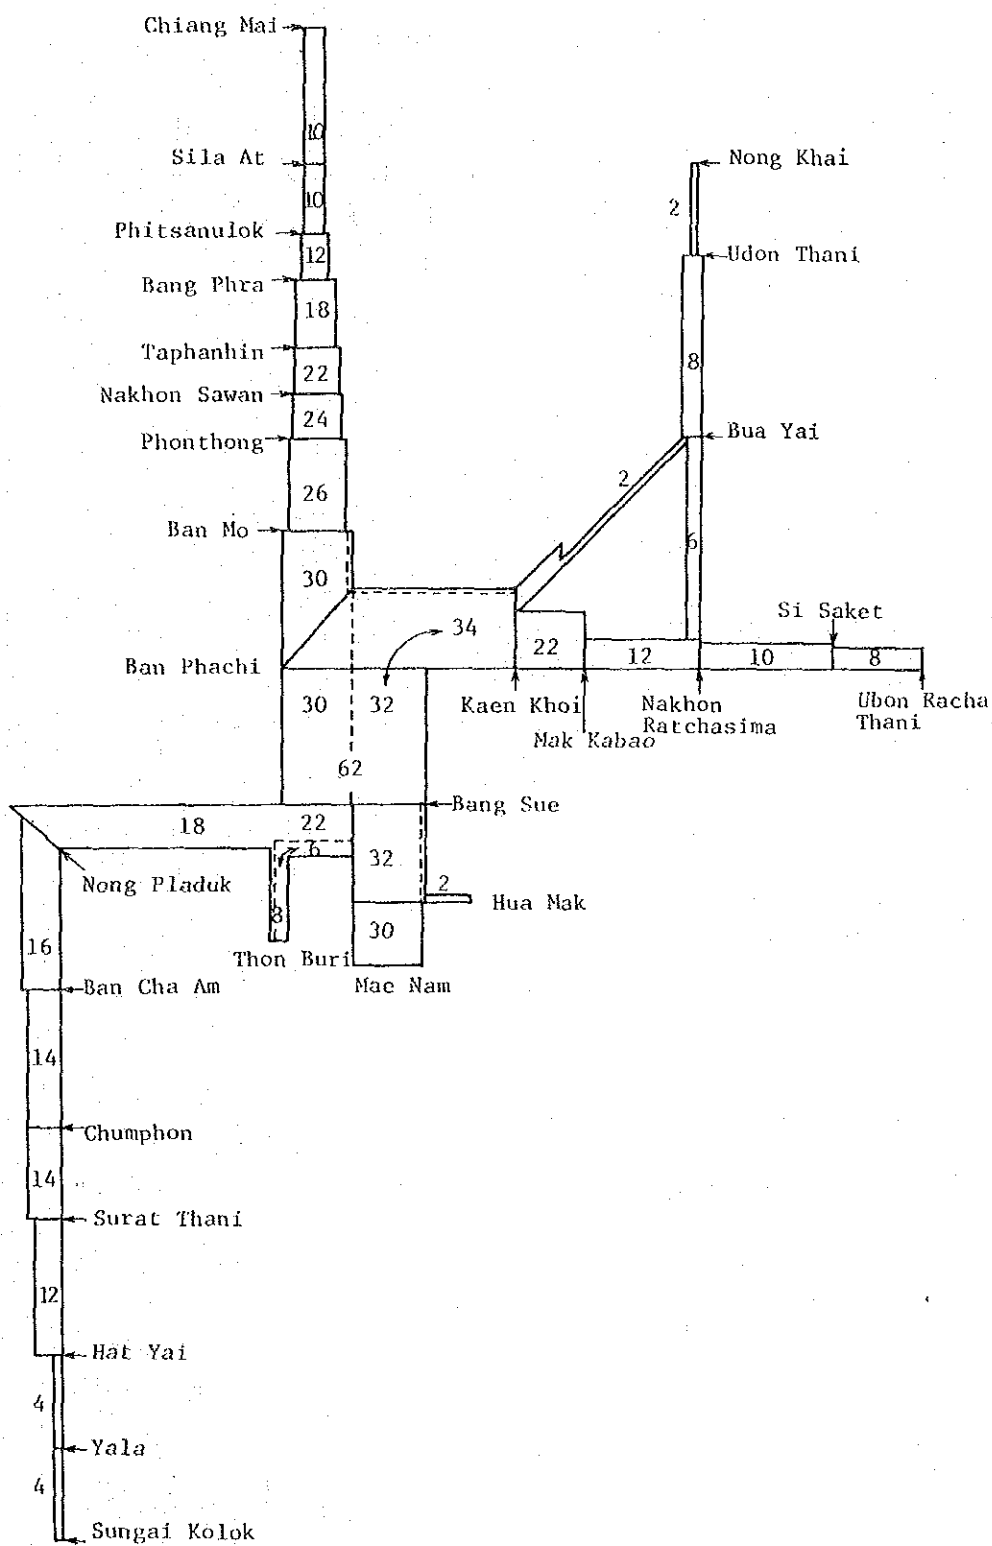 Chiang Mai
10
Sila At
Nong Khai
10
2
Phitsanulok
12
Udon Thani
Bang Phra
18
Taphanhin
8
22
Nakhon Sawan
24
Phonthong
Bua Yai
2
26
Ban Mo
6
30
34
Si Saket
22
12
10
8
Ban Phachi
30
32
Kaen Khoi
Nakhon
Ratchasima
Ubon Racha
Thani
Mak Kabao
62
Bang Sue
18
22
6
32
Nong Pladuk
2
Hua Mak
8
30
16
Thon Buri
Mae Nam
Ban Cha Am
14
Chumphon
14
Surat Thani
12
Hat Yai
4
Yala
4
Sungai Kolok